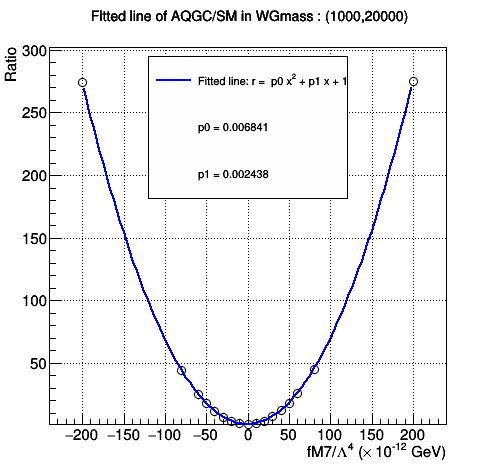 FItted line of AQGC/SM in WGmass : (1000,20000)
Ratio
300
250
200
150
100
50
Fitted line: r = p0 x² + p1 x + 1
p0 = 0.006841
p1 = 0.002438
−200 −150 −100 −50 0 50 100 150 200
fM7/Λ⁴ (× 10⁻¹² GeV)